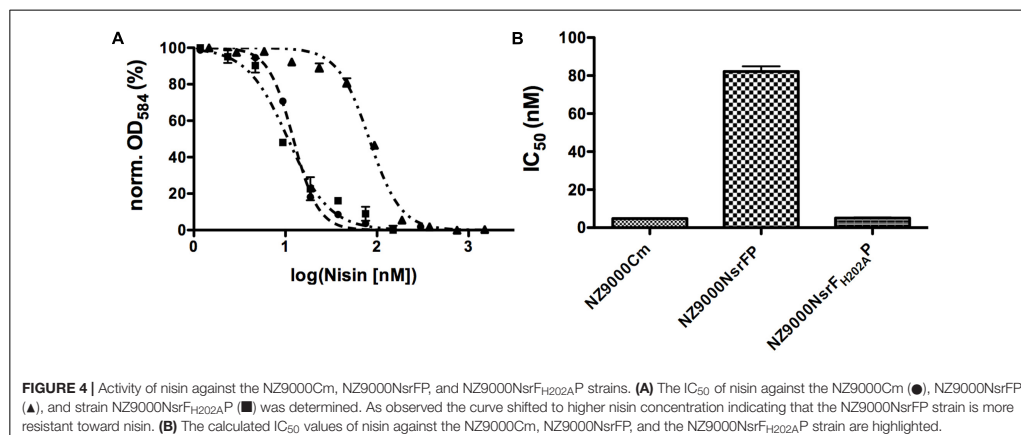 A
norm. OD584 (%)
100
80
60
40
20
0
0
1
2
3
log(Nisin [nM])
B
IC50 (nM)
100
80
60
40
20
0
NZ9000Cm
NZ9000NsrFP
NZ9000NsrFH202AP
FIGURE 4 | Activity of nisin against the NZ9000Cm, NZ9000NsrFP, and NZ9000NsrFH202AP strains. (A) The IC50 of nisin against the NZ9000Cm (●), NZ9000NsrFP
(▲), and strain NZ9000NsrFH202AP (■) was determined. As observed the curve shifted to higher nisin concentration indicating that the NZ9000NsrFP strain is more
resistant toward nisin. (B) The calculated IC50 values of nisin against the NZ9000Cm, NZ9000NsrFP, and the NZ9000NsrFH202AP strain are highlighted.